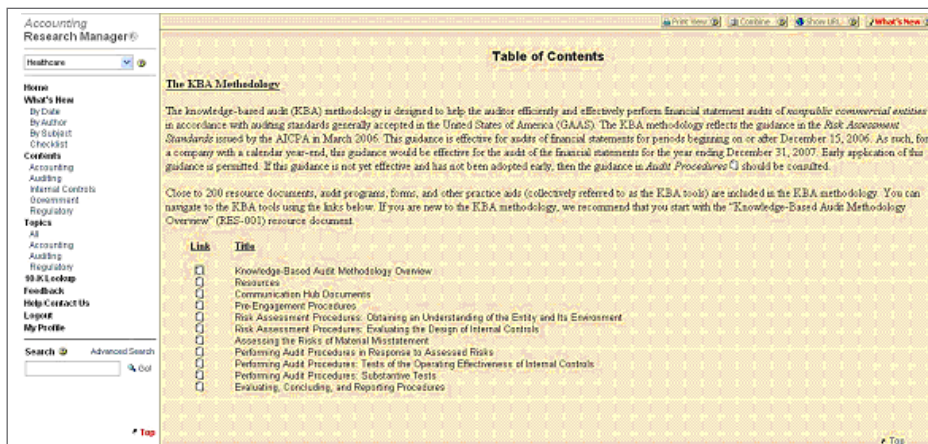 Accounting
Research Manager®
Healthcare
Home
What's New
By Date
By Author
By Subject
Checklist
Contents
Accounting
Auditing
Internal Controls
Government
Regulatory
Topics
All
Accounting
Auditing
Regulatory
10-K Lookup
Feedback
Help/Contact Us
Logout
My Profile
Search
Advanced Search
Go!
Top
Print View
Combine
Show URL
What's New
Table of Contents
The KBA Methodology
The knowledge-based audit (KBA) methodology is designed to help the auditor efficiently and effectively perform financial statement audits of nonpublic commercial entities
in accordance with auditing standards generally accepted in the United States of America (GAAS). The KBA methodology reflects the guidance in the Risk Assessment
Standards issued by the AICPA in March 2006. This guidance is effective for audits of financial statements for periods beginning on or after December 15, 2006. As such, for
a company with a calendar year-end, this guidance would be effective for the audit of the financial statements for the year ending December 31, 2007. Early application of this
guidance is permitted. If this guidance is not yet effective and has not been adopted early, then the guidance in Audit Procedures should be consulted.
Close to 200 resource documents, audit programs, forms, and other practice aids (collectively referred to as the KBA tools) are included in the KBA methodology. You can
navigate to the KBA tools using the links below. If you are new to the KBA methodology, we recommend that you start with the "Knowledge-Based Audit Methodology
Overview" (RES-001) resource document.
Link Title
Knowledge-Based Audit Methodology Overview
Resources
Communication Hub Documents
Pre-Engagement Procedures
Risk Assessment Procedures: Obtaining an Understanding of the Entity and Its Environment
Risk Assessment Procedures: Evaluating the Design of Internal Controls
Assessing the Risks of Material Misstatement
Performing Audit Procedures in Response to Assessed Risks
Performing Audit Procedures: Tests of the Operating Effectiveness of Internal Controls
Performing Audit Procedures: Substantive Tests
Evaluating, Concluding, and Reporting Procedures
Top